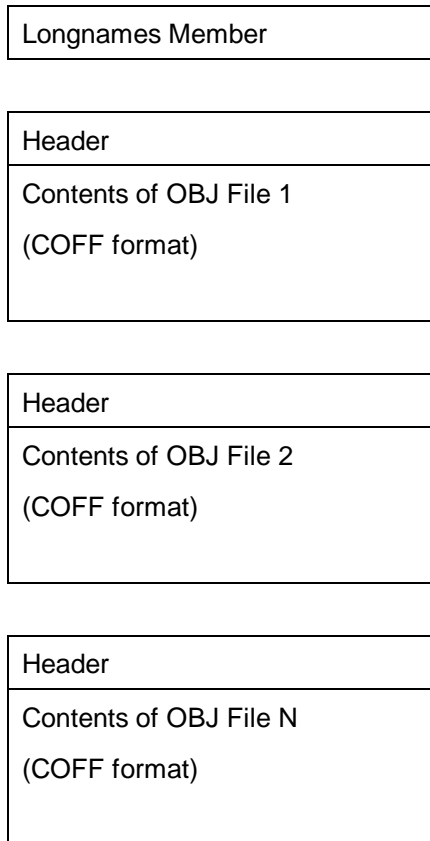 Longnames Member
Header
Contents of OBJ File 1
(COFF format)
Header
Contents of OBJ File 2
(COFF format)
Header
Contents of OBJ File N
(COFF format)